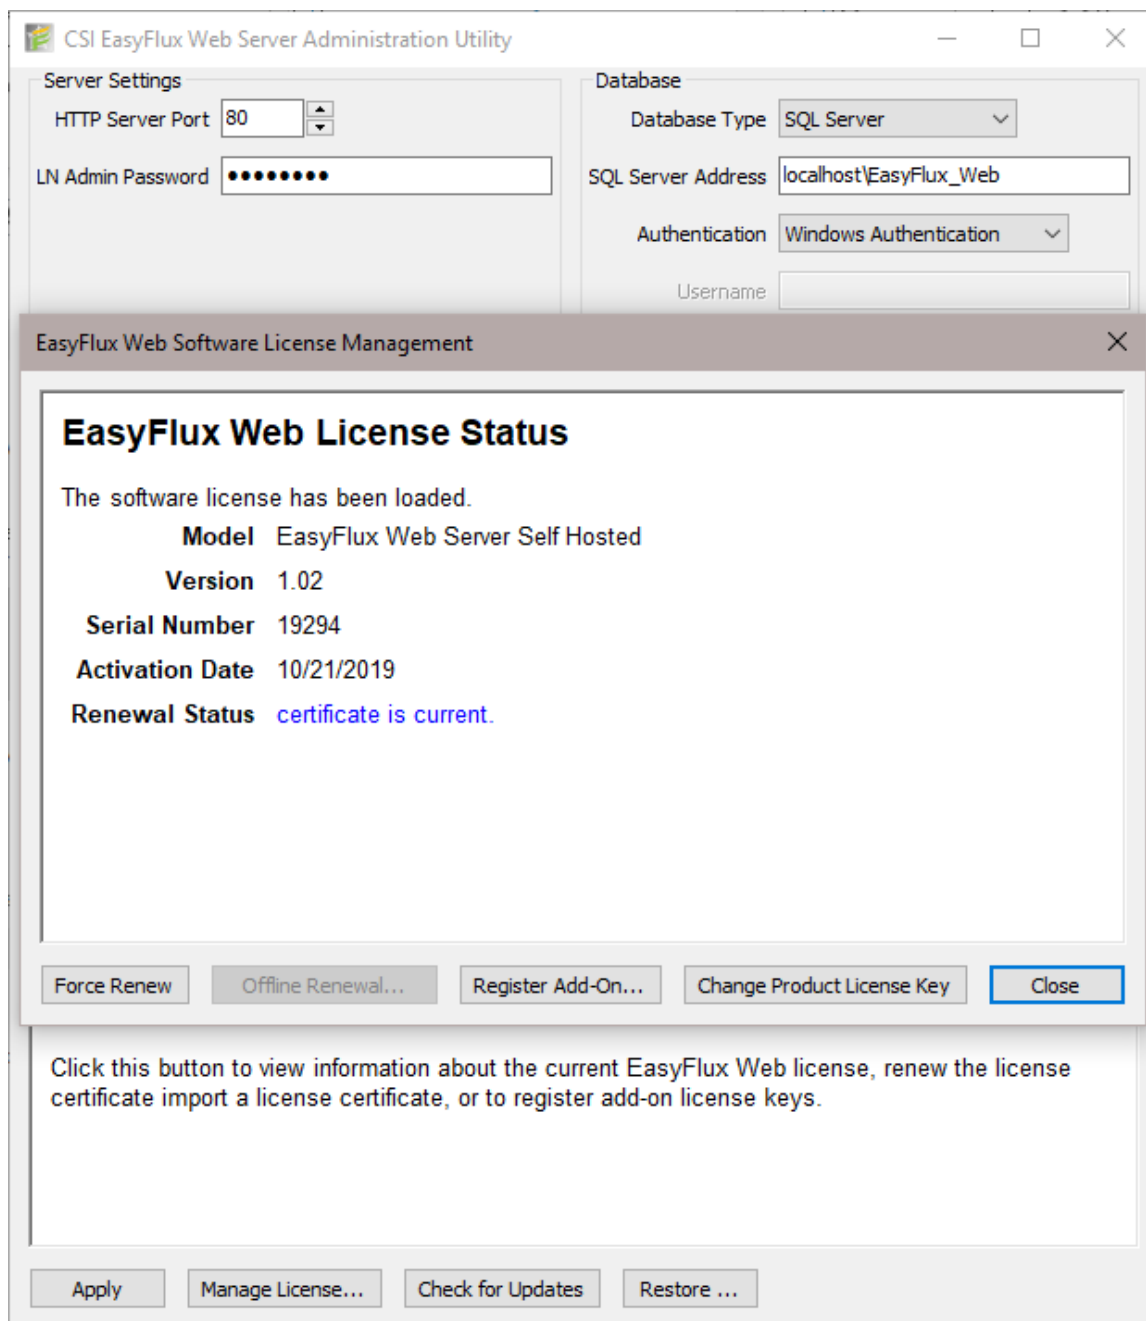 CSI EasyFlux Web Server Administration Utility
Server Settings
HTTP Server Port 80
LN Admin Password ••••••••
Database
Database Type SQL Server
SQL Server Address localhost\EasyFlux_Web
Authentication Windows Authentication
Username
EasyFlux Web Software License Management
EasyFlux Web License Status
The software license has been loaded.
Model EasyFlux Web Server Self Hosted
Version 1.02
Serial Number 19294
Activation Date 10/21/2019
Renewal Status certificate is current.
Force Renew Offline Renewal... Register Add-On... Change Product License Key Close
Click this button to view information about the current EasyFlux Web license, renew the license
certificate import a license certificate, or to register add-on license keys.
Apply Manage License... Check for Updates Restore ...